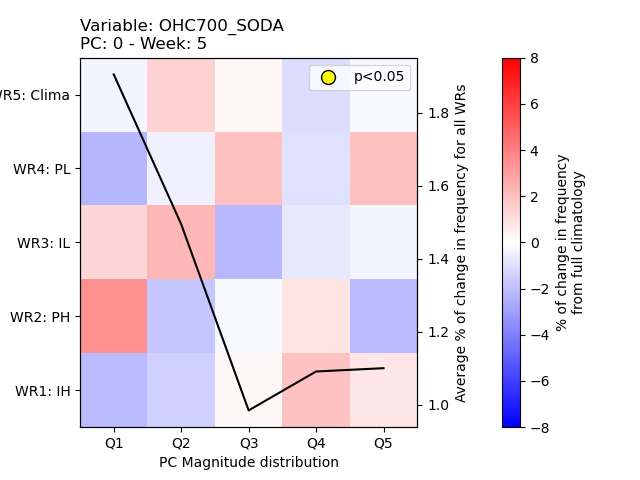 Variable: OHC700_SODA
PC: 0 - Week: 5
p<0.05
WR5: Clima
WR4: PL
WR3: IL
WR2: PH
WR1: IH
Q1 Q2 Q3 Q4 Q5
PC Magnitude distribution
1.8
1.6
1.4
1.2
1.0
Average % of change in frequency for all WRs
8
6
4
2
0
−2
−4
−6
−8
% of change in frequency
from full climatology